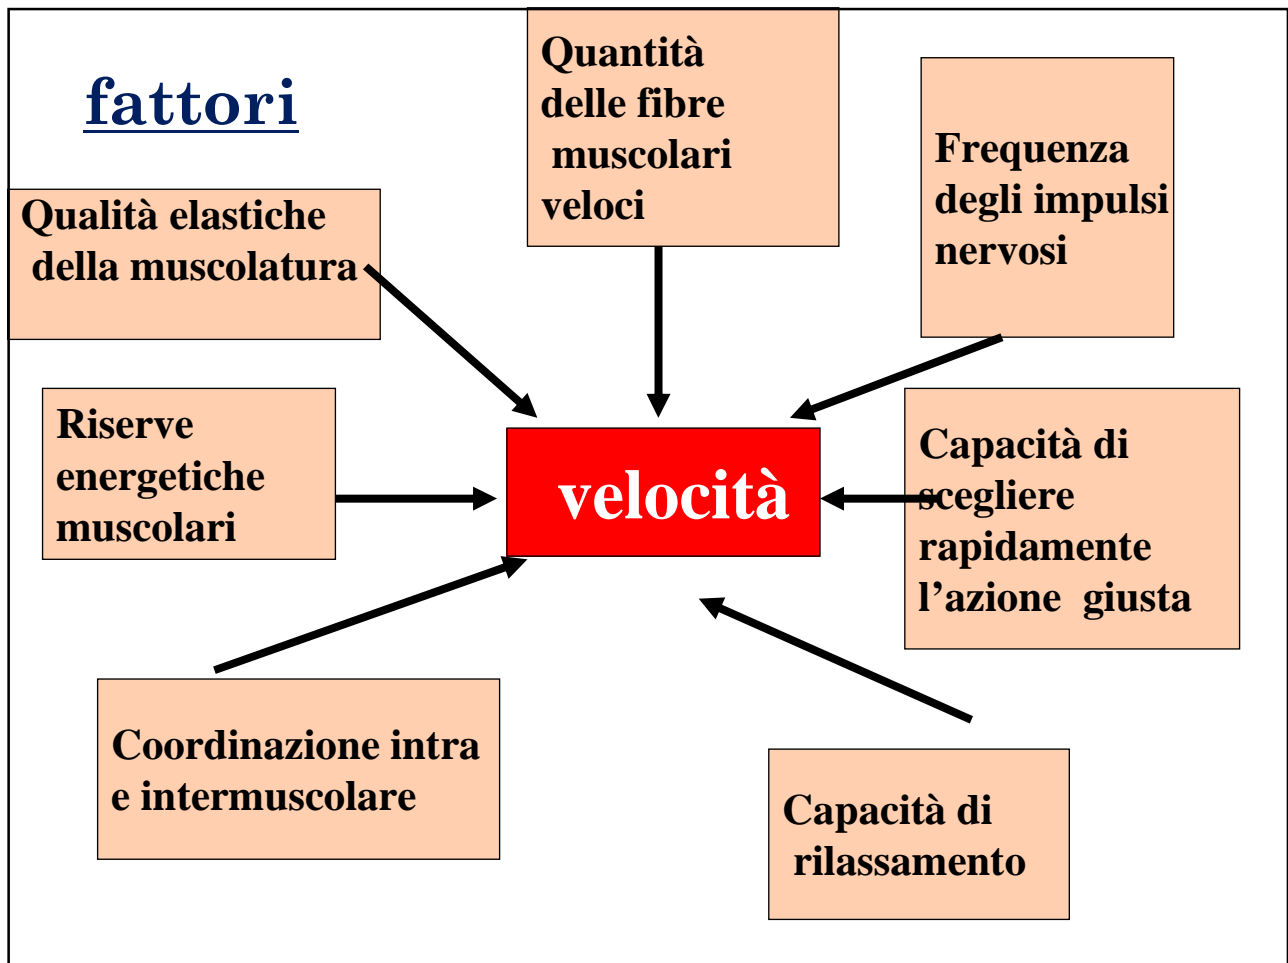 fattori
Quantità
delle fibre
muscolari
veloci
Frequenza
degli impulsi
nervosi
Qualità elastiche
della muscolatura
Riserve
energetiche
muscolari
velocità
Capacità di
scegliere
rapidamente
l’azione giusta
Coordinazione intra
e intermuscolare
Capacità di
rilassamento